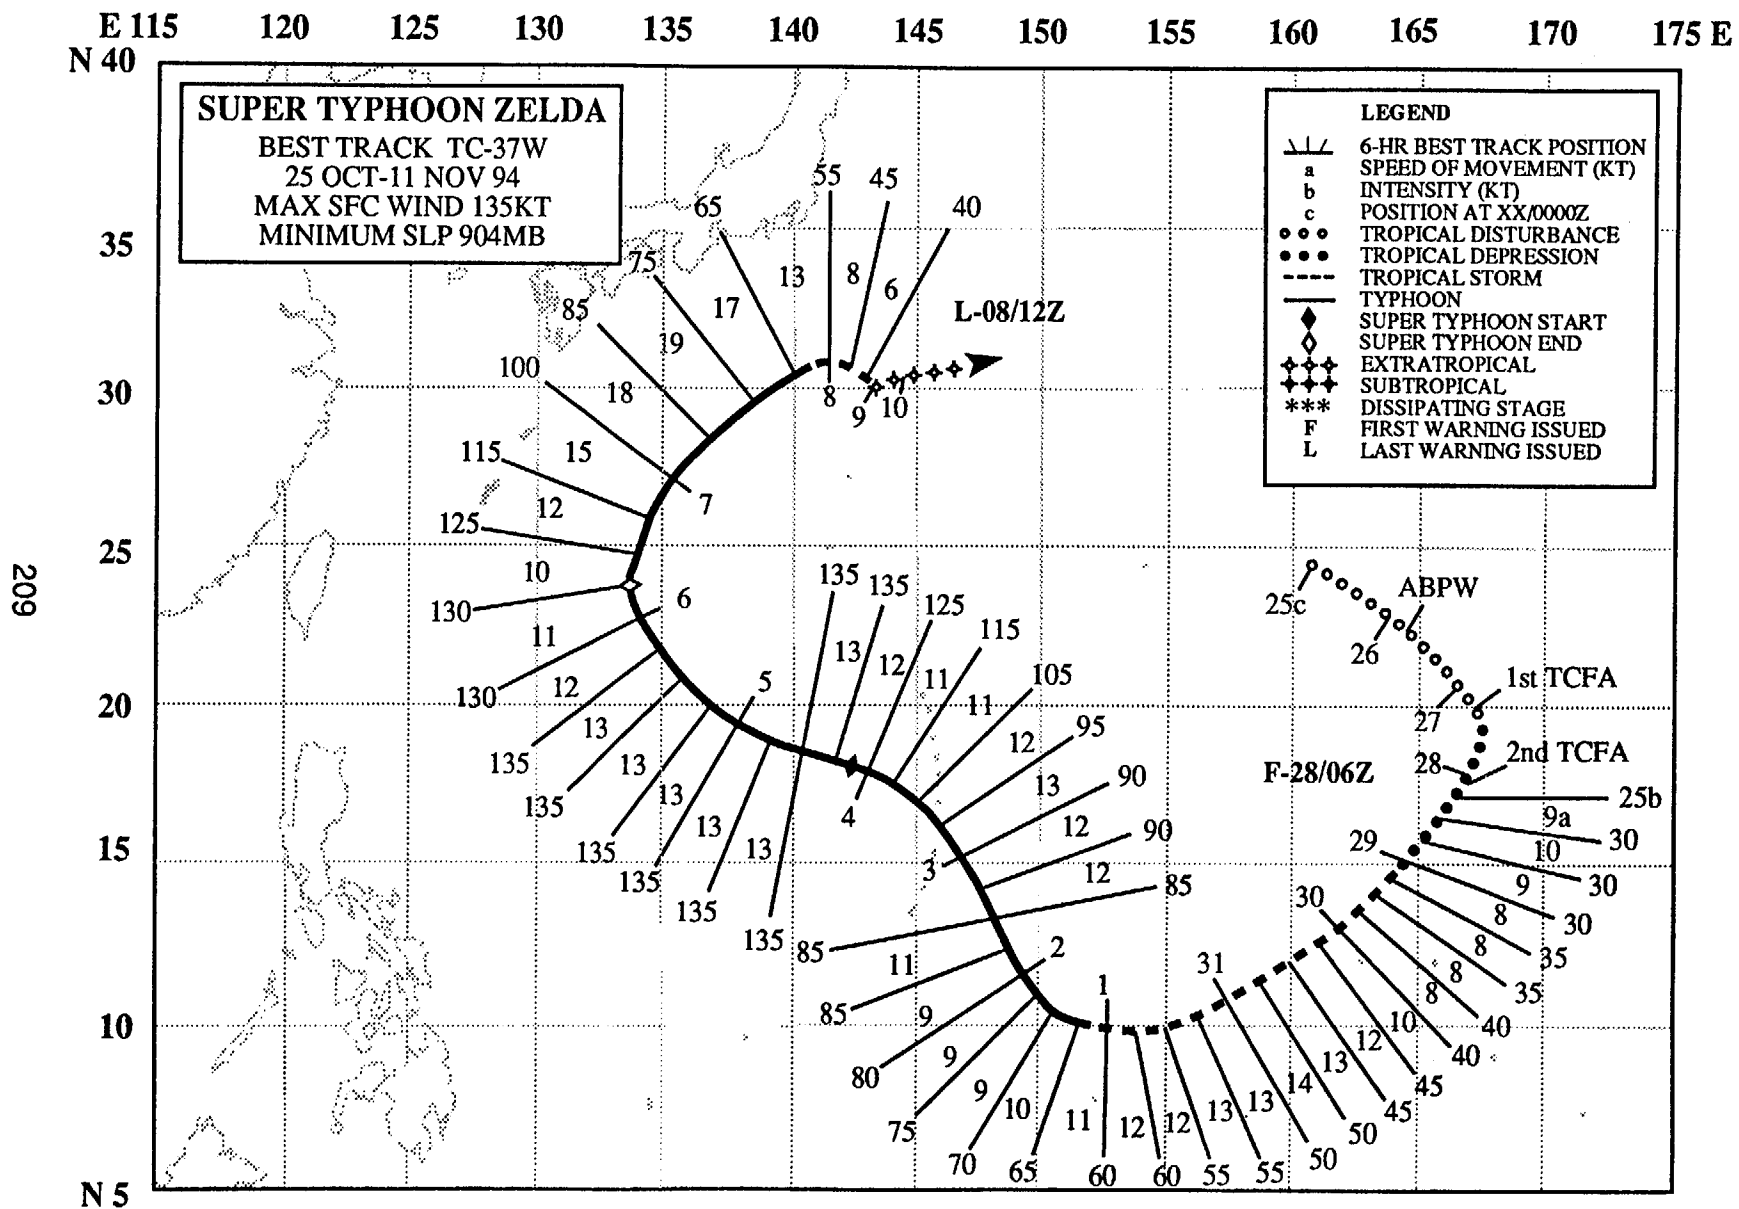 E 115 120 125 130 135 140 145 150 155 160 165 170 175 E
N 40
35
30
25
20
15
10
N 5
209
SUPER TYPHOON ZELDA
BEST TRACK TC-37W
25 OCT-11 NOV 94
MAX SFC WIND 135KT
MINIMUM SLP 904MB
LEGEND
6-HR BEST TRACK POSITION
a SPEED OF MOVEMENT (KT)
b INTENSITY (KT)
c POSITION AT XX/0000Z
TROPICAL DISTURBANCE
TROPICAL DEPRESSION
TROPICAL STORM
TYPHOON
SUPER TYPHOON START
SUPER TYPHOON END
EXTRATROPICAL
SUBTROPICAL
*** DISSIPATING STAGE
F FIRST WARNING ISSUED
L LAST WARNING ISSUED
55 45
65 40
75 13 8 6
85 17 L-08/12Z
19
100 18 8 9 10
115 15
7
12
125
10
130 6
11
130 12
5
135 13
135 13
13
135 13
135 13
135 13
135
135 135
125
13 12 115
11 105
11 95
12 90
13
4 12 90
3 12 85
85
11 2
85 9 1
80 9
75 9 10 11 12 12 13 13 14 13 12 10
70 65 60 60 55 55 50 50 45 45 40 40
25c ABPW
26
1st TCFA
27
2nd TCFA
28
F-28/06Z
25b
9a 30
29 10 30
9 30
30 8 35
8 35
8
8
31